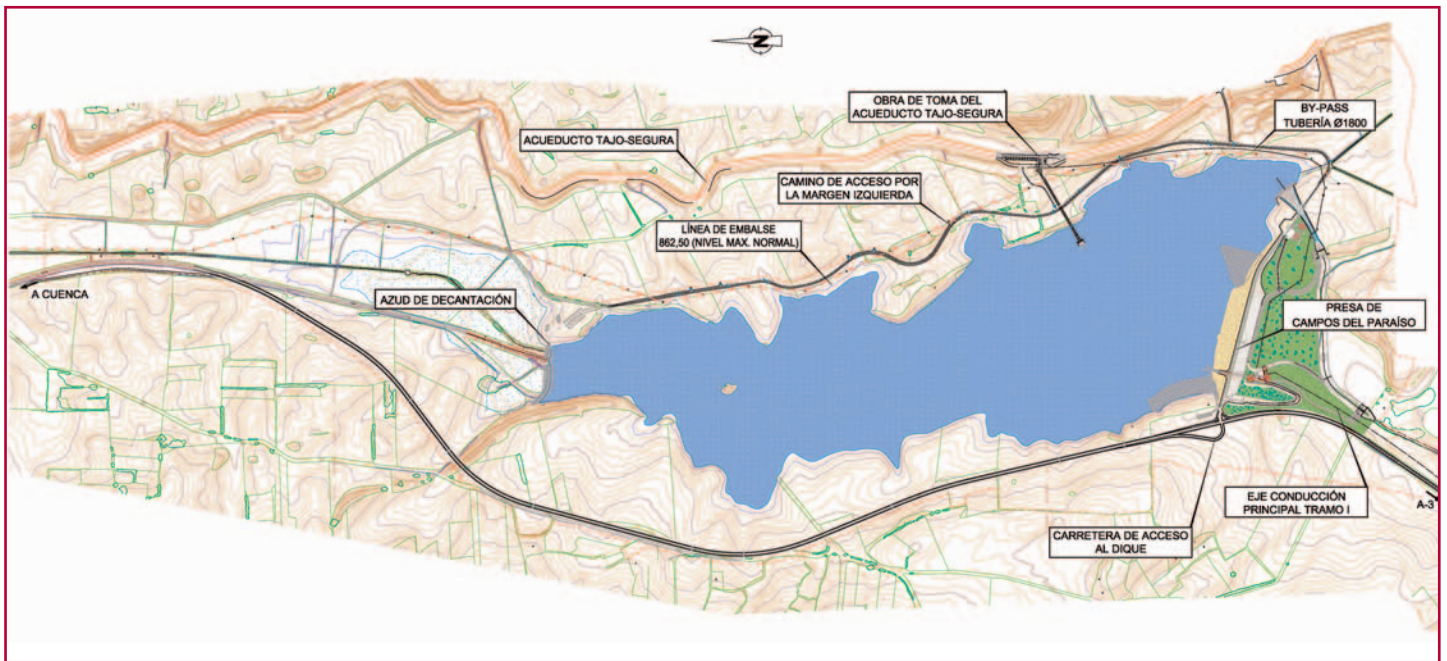 N
OBRA DE TOMA DEL
ACUEDUCTO TAJO-SEGURA
BY-PASS
TUBERÍA Ø1800
ACUEDUCTO TAJO-SEGURA
CAMINO DE ACCESO POR
LA MARGEN IZQUIERDA
LÍNEA DE EMBALSE
862,50 (NIVEL MAX. NORMAL)
A CUENCA
AZUD DE DECANTACIÓN
PRESA DE
CAMPOS DEL PARAÍSO
EJE CONDUCCIÓN
PRINCIPAL TRAMO I
A-3
CARRETERA DE ACCESO
AL DIQUE